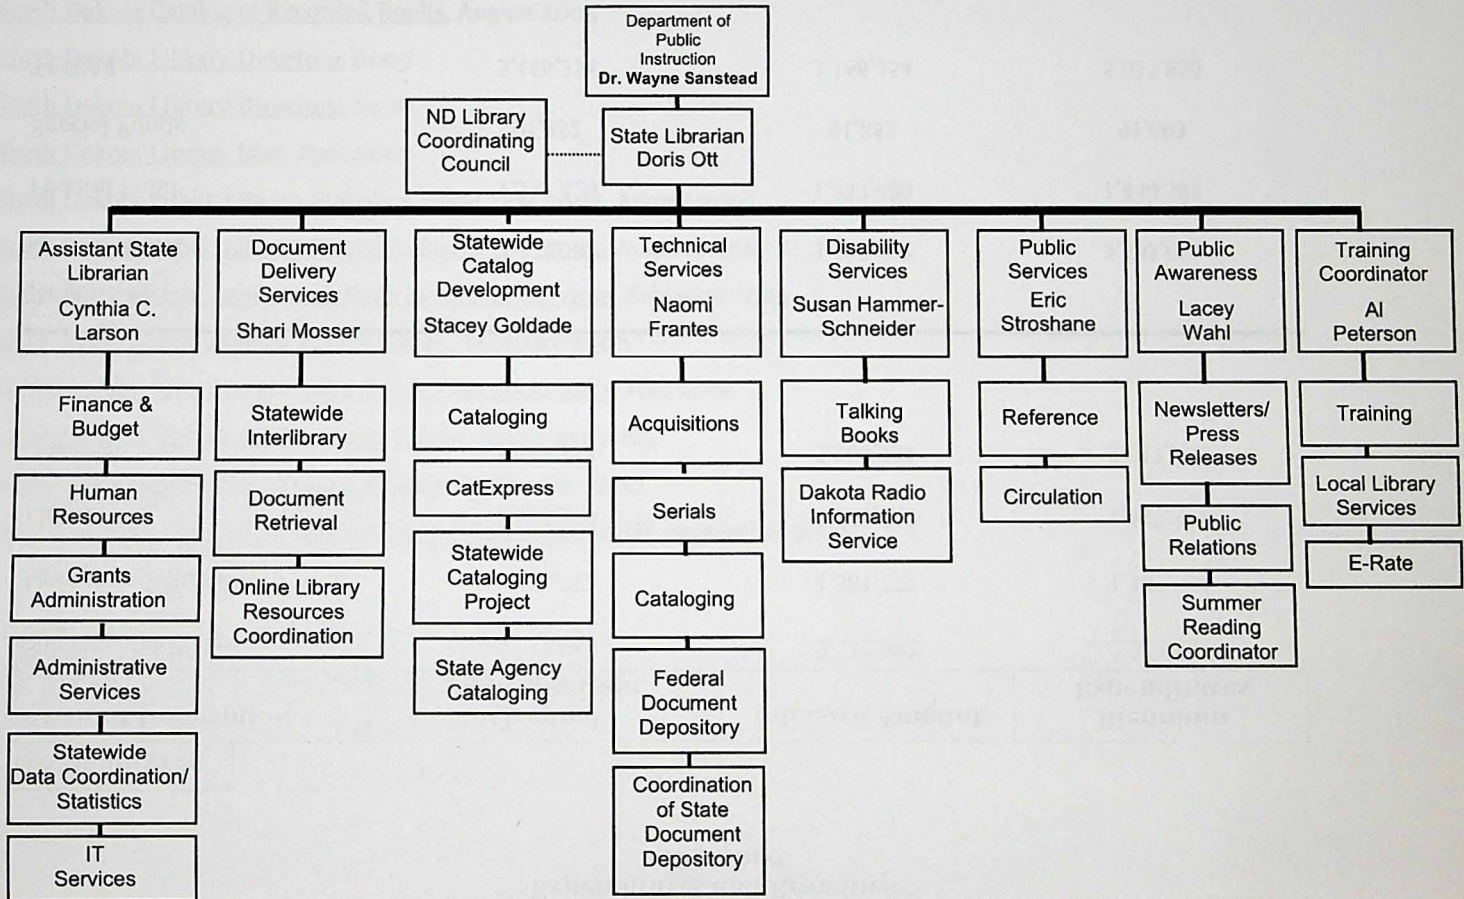 Department of
Public
Instruction
Dr. Wayne Sanstead
ND Library
Coordinating
Council
State Librarian
Doris Ott
Assistant State
Librarian
Cynthia C.
Larson
Finance &
Budget
Human
Resources
Grants
Administration
Administrative
Services
Statewide
Data Coordination/
Statistics
IT
Services
Document
Delivery
Services
Shari Mosser
Statewide
Interlibrary
Document
Retrieval
Online Library
Resources
Coordination
Statewide
Catalog
Development
Stacey Goldade
Cataloging
CatExpress
Statewide
Cataloging
Project
State Agency
Cataloging
Technical
Services
Naomi
Frantes
Acquisitions
Serials
Cataloging
Federal
Document
Depository
Coordination
of State
Document
Depository
Disability
Services
Susan Hammer-
Schneider
Talking
Books
Dakota Radio
Information
Service
Public
Services
Eric
Stroshane
Reference
Circulation
Public
Awareness
Lacey
Wahl
Newsletters/
Press
Releases
Public
Relations
Summer
Reading
Coordinator
Training
Coordinator
Al
Peterson
Training
Local Library
Services
E-Rate